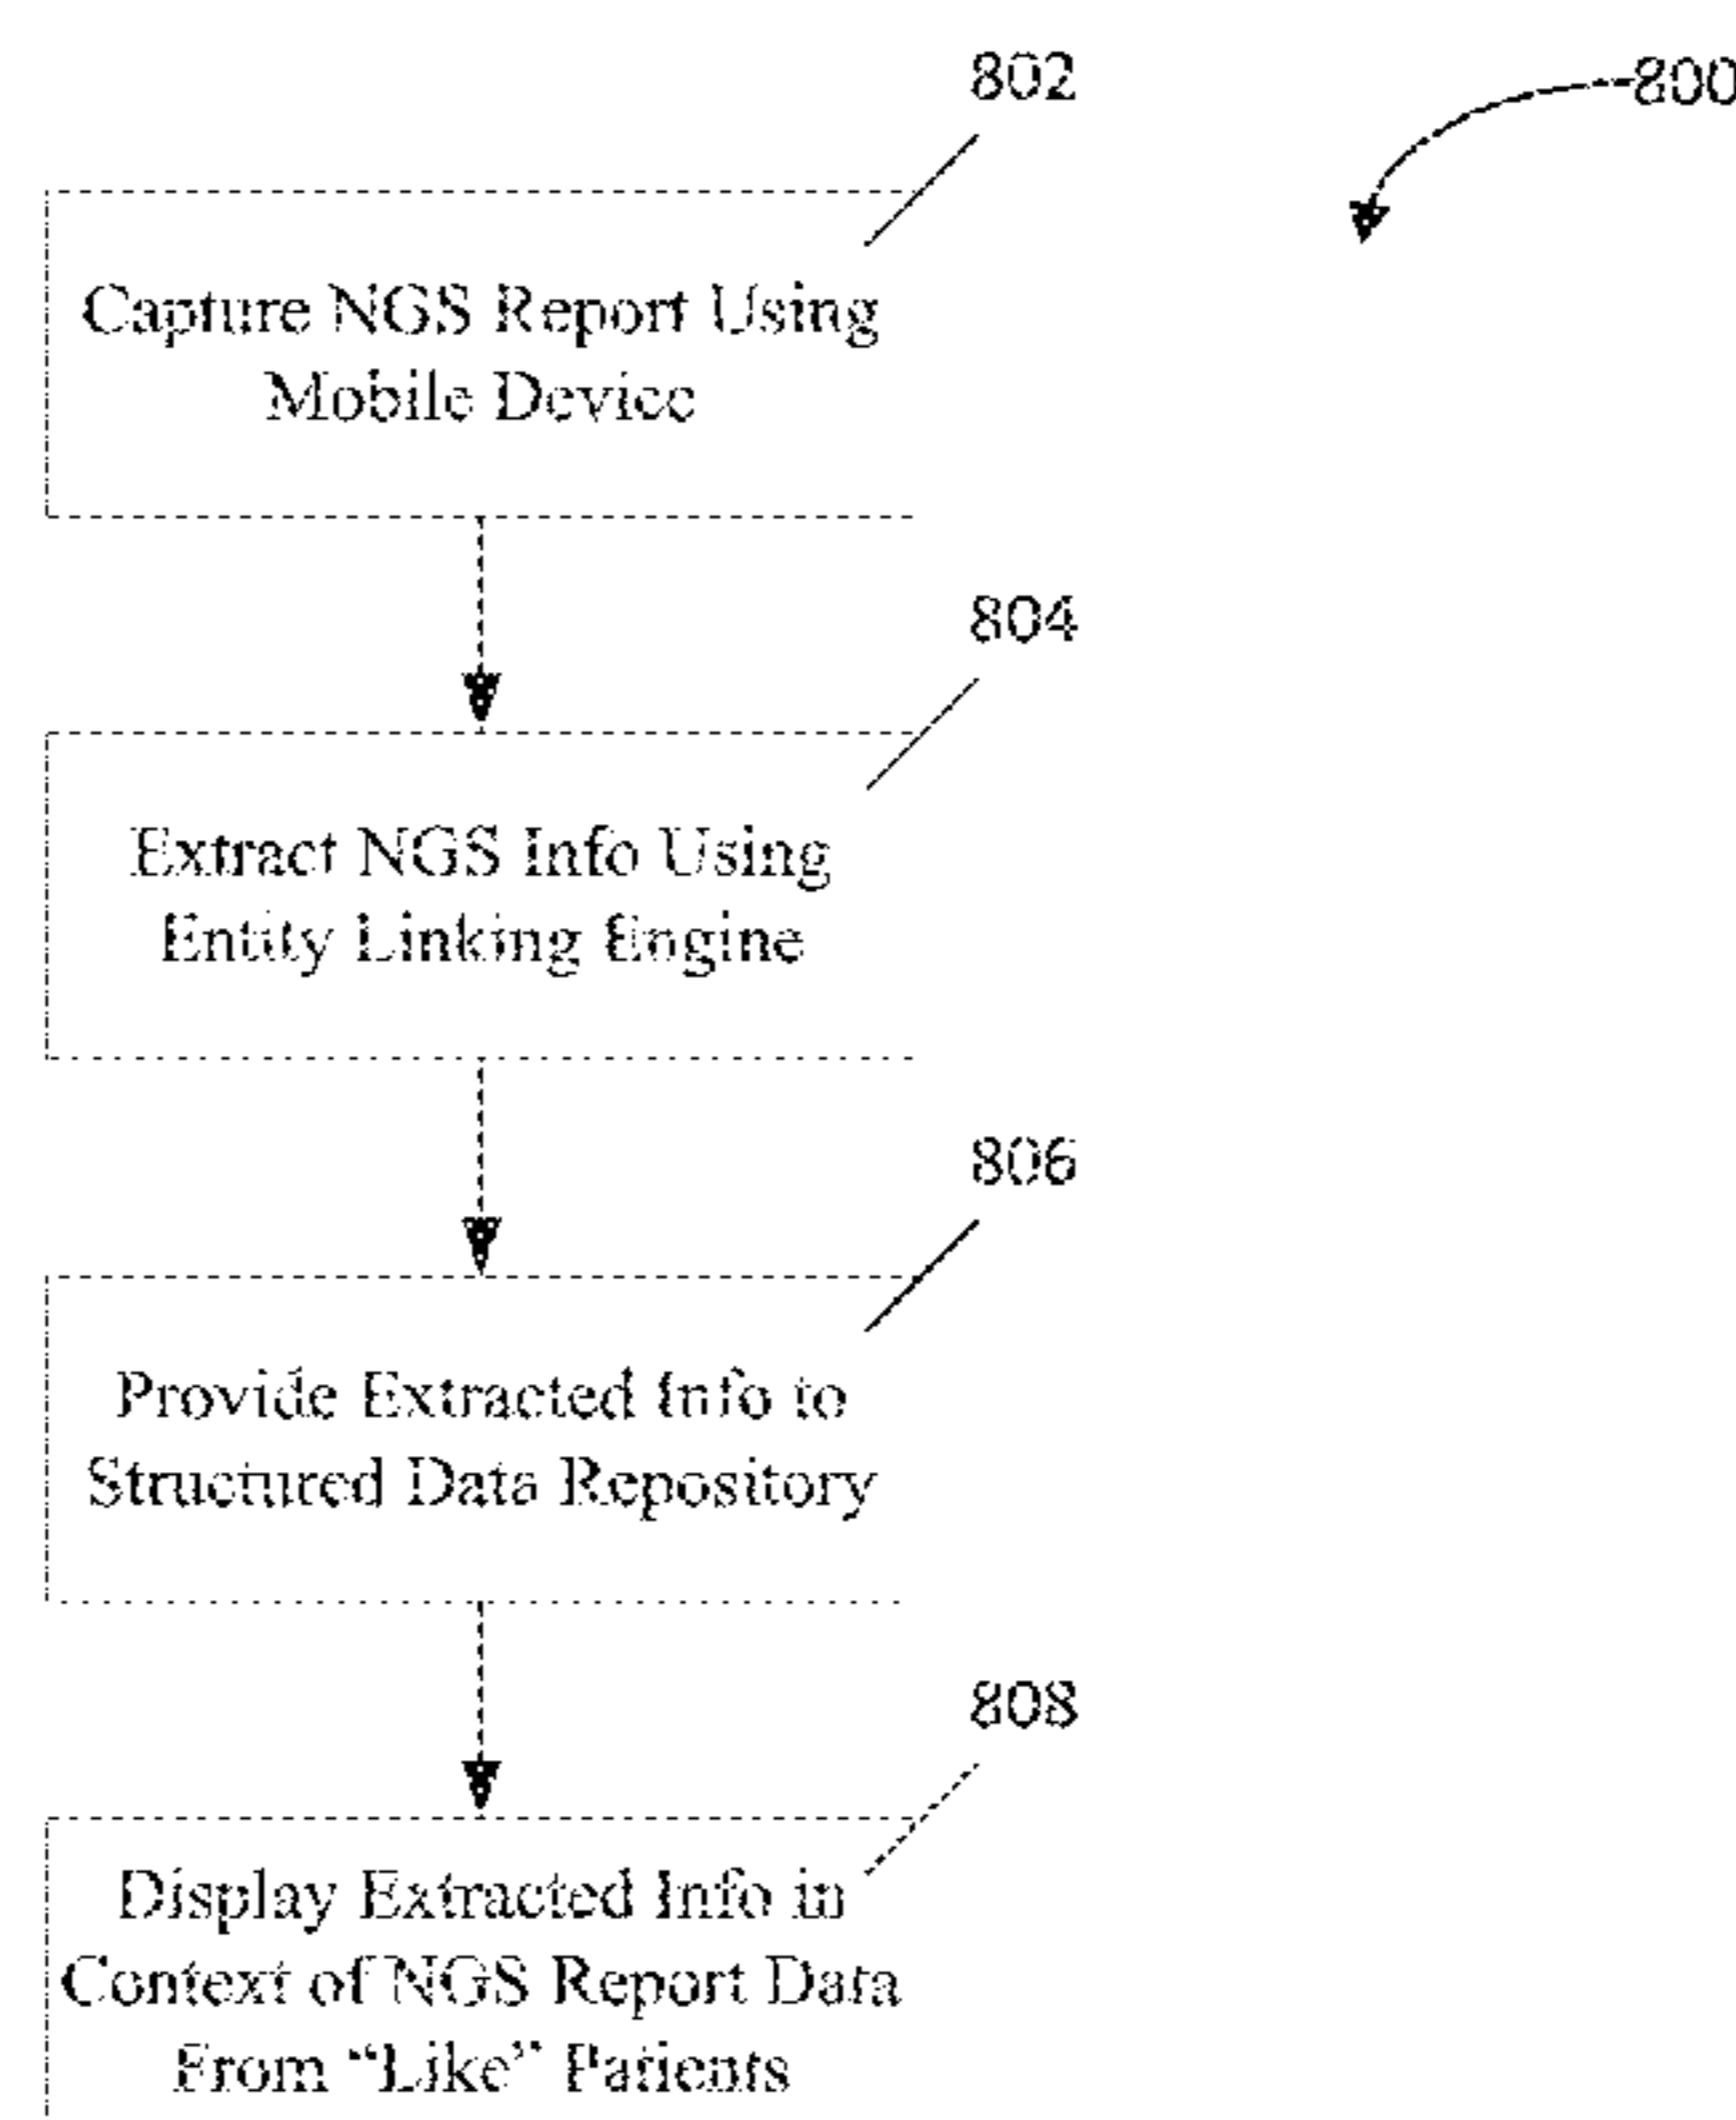 802
800
Capture NGS Report Using
Mobile Device
804
Extract NGS Info Using
Entity Linking Engine
806
Provide Extracted Info to
Structured Data Repository
808
Display Extracted Info in
Context of NGS Report Data
From “Like” Patients